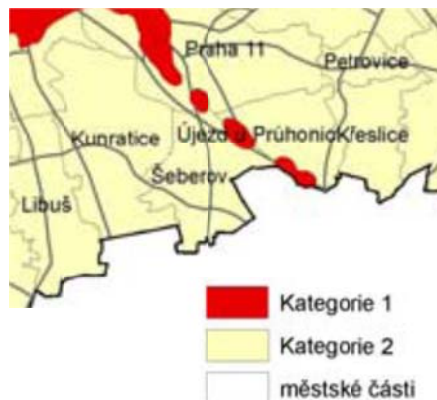 Praha 11
Petrovice
Kunratice
Újezd u Průhonic
Křeslice
Šeberov
Libuš
Kategorie 1
Kategorie 2
městské části